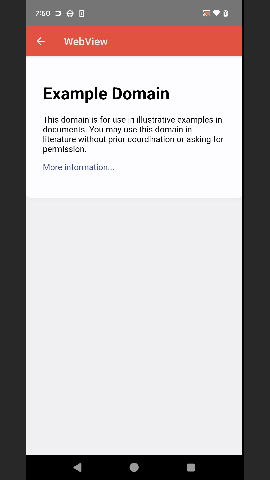 7:50
WebView
Example Domain
This domain is for use in illustrative examples in
documents. You may use this domain in
literature without prior coordination or asking for
permission.
More information...